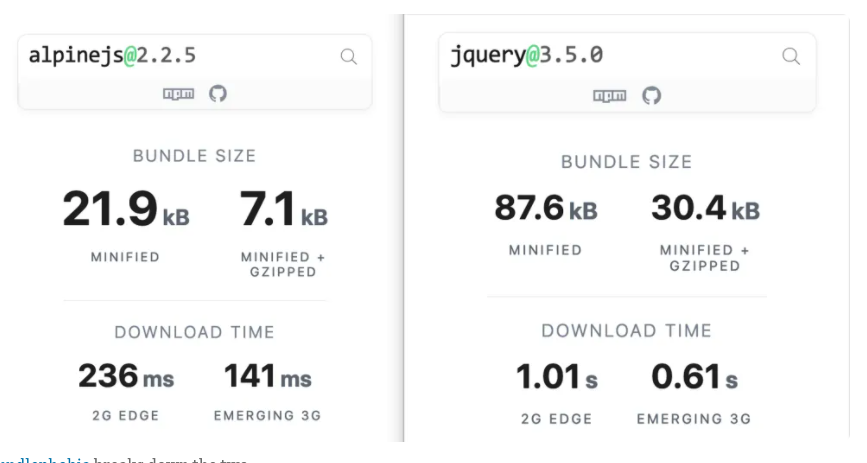 alpinejs@2.2.5
npm
BUNDLE SIZE
21.9 kB 7.1 kB
MINIFIED MINIFIED + GZIPPED
DOWNLOAD TIME
236 ms 141 ms
2G EDGE EMERGING 3G
jquery@3.5.0
npm
BUNDLE SIZE
87.6 kB 30.4 kB
MINIFIED MINIFIED + GZIPPED
DOWNLOAD TIME
1.01 s 0.61 s
2G EDGE EMERGING 3G
breaks down the two